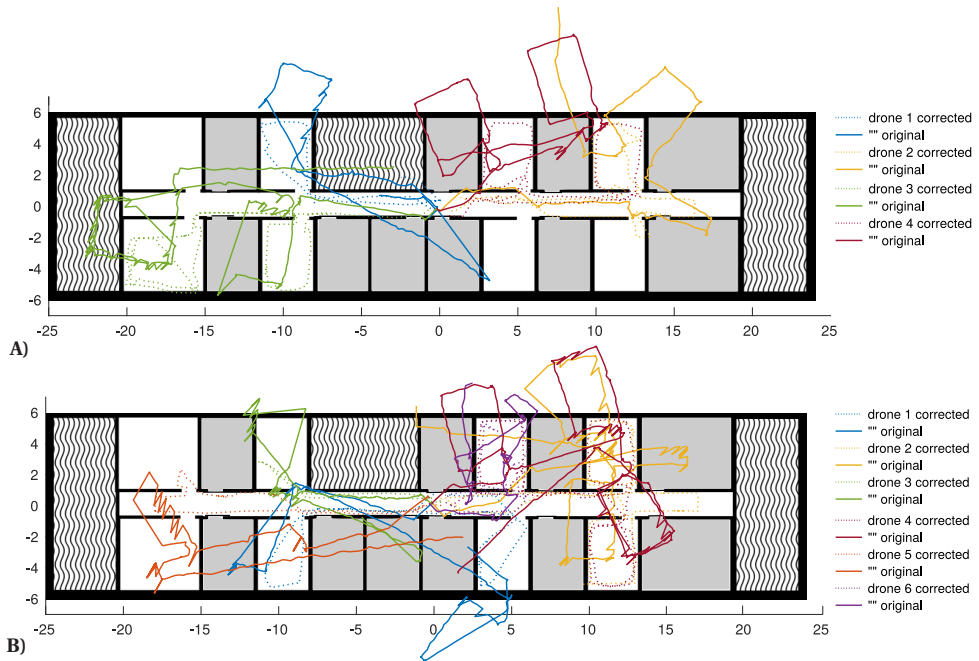 6
4
2
0
-2
-4
-6
-25
-20
-15
-10
-5
0
5
10
15
20
25
drone 1 corrected
"" original
drone 2 corrected
"" original
drone 3 corrected
"" original
drone 4 corrected
"" original
A)
6
4
2
0
-2
-4
-6
-25
-20
-15
-10
-5
0
5
10
15
20
25
drone 1 corrected
"" original
drone 2 corrected
"" original
drone 3 corrected
"" original
drone 4 corrected
"" original
drone 5 corrected
"" original
drone 6 corrected
"" original
B)